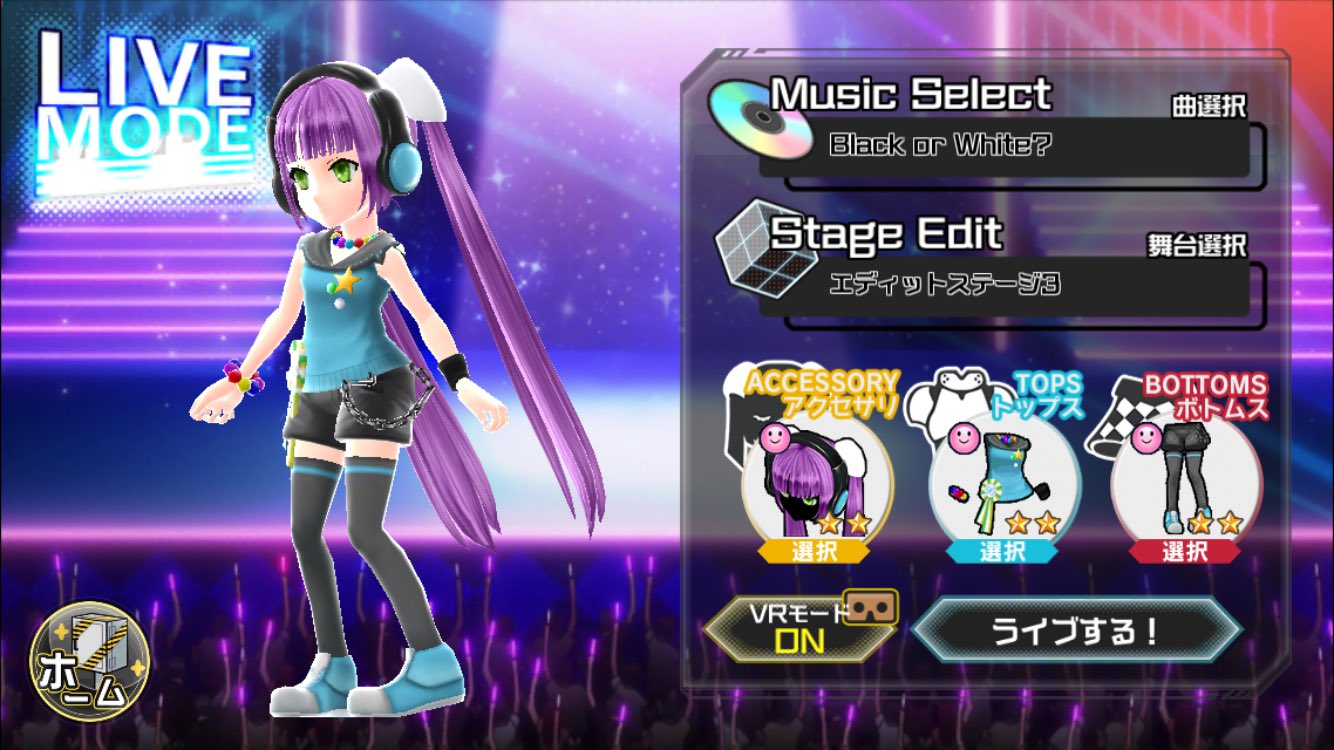 LIVE
MODE
Music Select
曲選択
Black or White?
Stage Edit
舞台選択
エディットステージ3
ACCESSORY
アクセサリ
選択
TOPS
トップス
選択
BOTTOMS
ボトムス
選択
VRモード
ON
ライブする!
ホーム